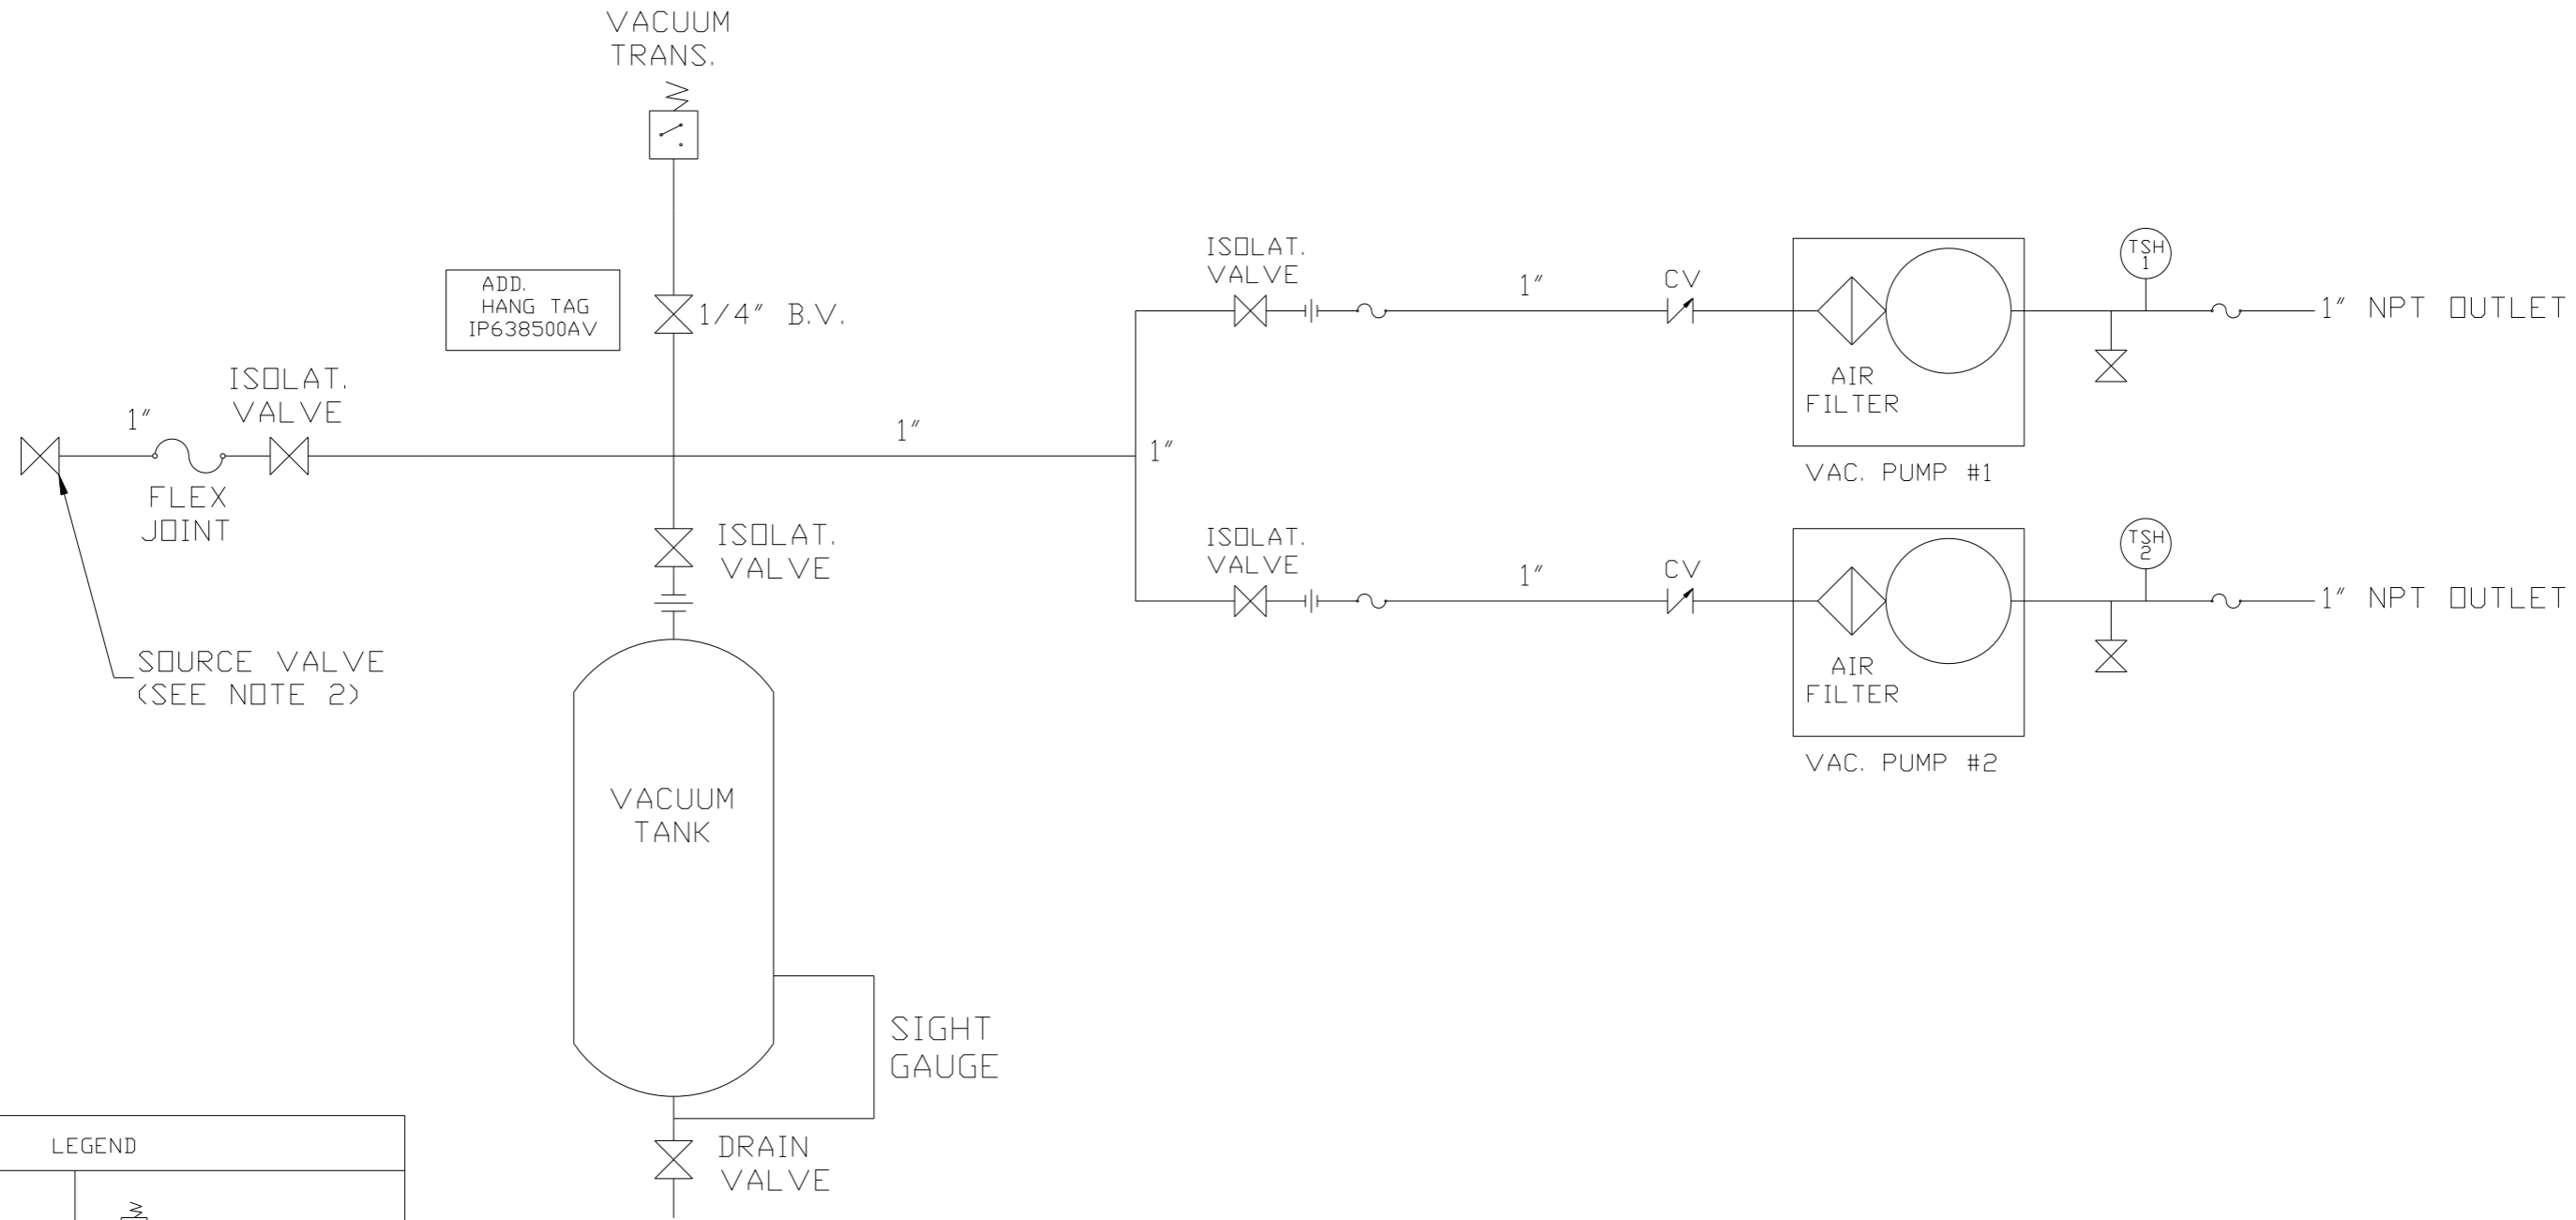 VACUUM
TRANS.
ADD.
HANG TAG
IP638500AV
1/4" B.V.
ISOLAT.
VALVE
1"
FLEX
JOINT
SOURCE VALVE
(SEE NOTE 2)
1"
1"
ISOLAT.
VALVE
VACUUM
TANK
SIGHT
GAUGE
DRAIN
VALVE
ISOLAT.
VALVE
1"
CV
AIR
FILTER
VAC. PUMP #1
TSH
1
1" NPT OUTLET
ISOLAT.
VALVE
1"
CV
AIR
FILTER
VAC. PUMP #2
TSH
2
1" NPT OUTLET
LEGEND